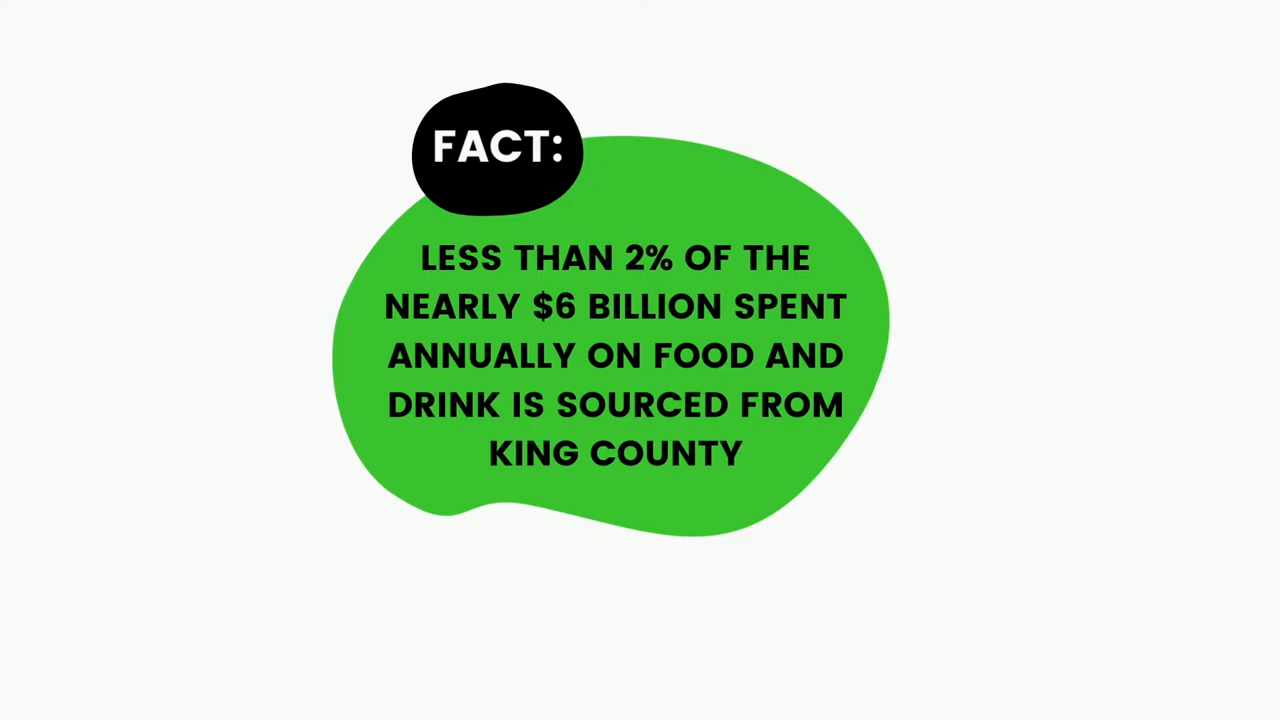 FACT:
LESS THAN 2% OF THE
NEARLY $6 BILLION SPENT
ANNUALLY ON FOOD AND
DRINK IS SOURCED FROM
KING COUNTY